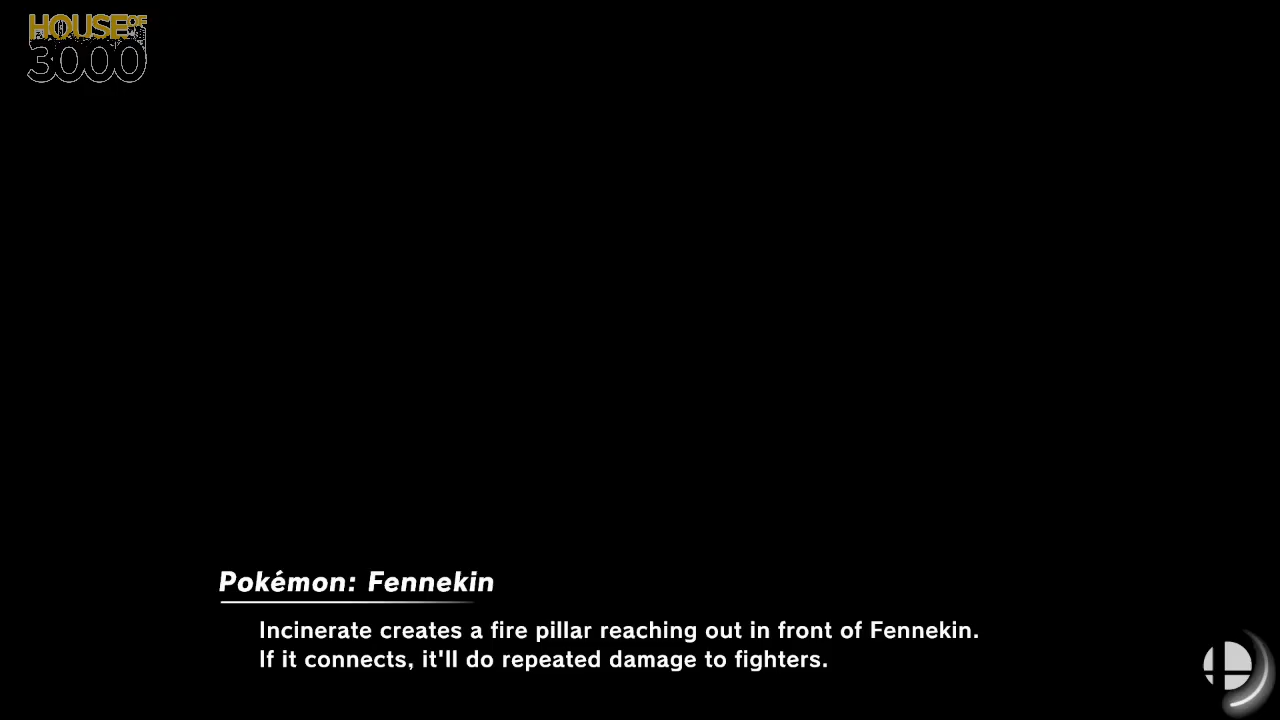 HOUSE OF
3000
Pokémon: Fennekin
Incinerate creates a fire pillar reaching out in front of Fennekin.
If it connects, it'll do repeated damage to fighters.